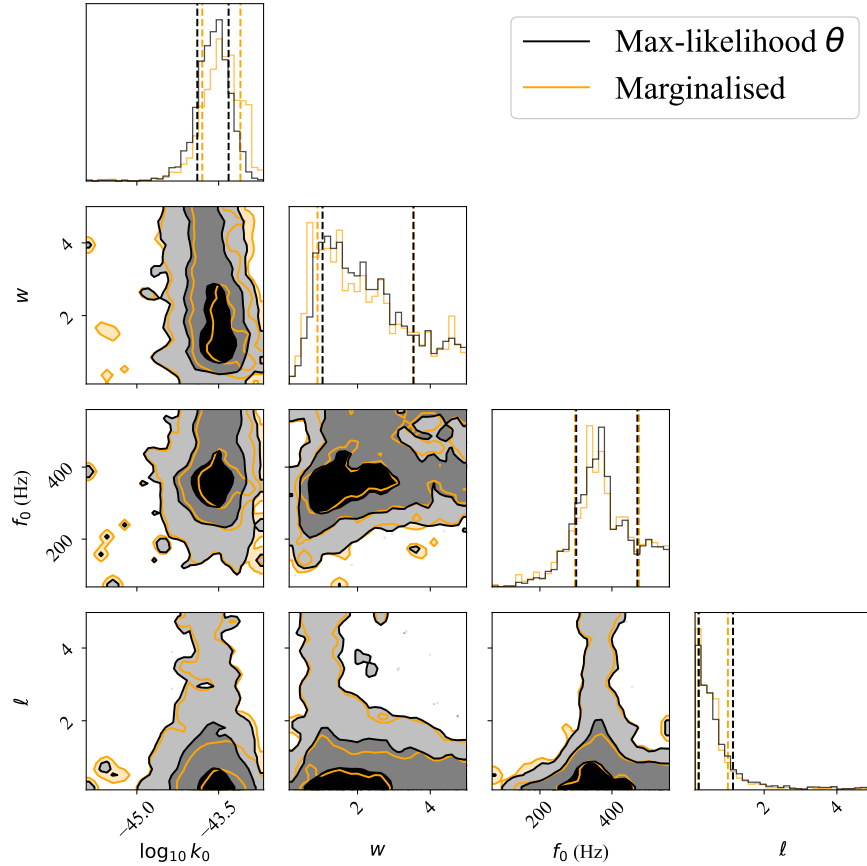 Max-likelihood θ
Marginalised
w
4
2
f₀ (Hz)
400
200
ℓ
4
2
−45.0
−43.5
log₁₀ k₀
2
4
w
200
400
f₀ (Hz)
2
4
ℓ